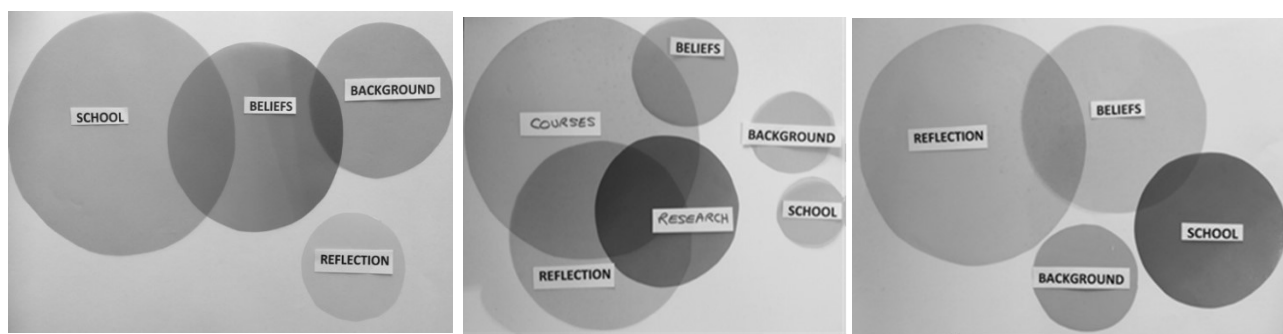 SCHOOL
BELIEFS
BACKGROUND
REFLECTION
BELIEFS
COURSES
BACKGROUND
SCHOOL
RESEARCH
REFLECTION
REFLECTION
BELIEFS
SCHOOL
BACKGROUND